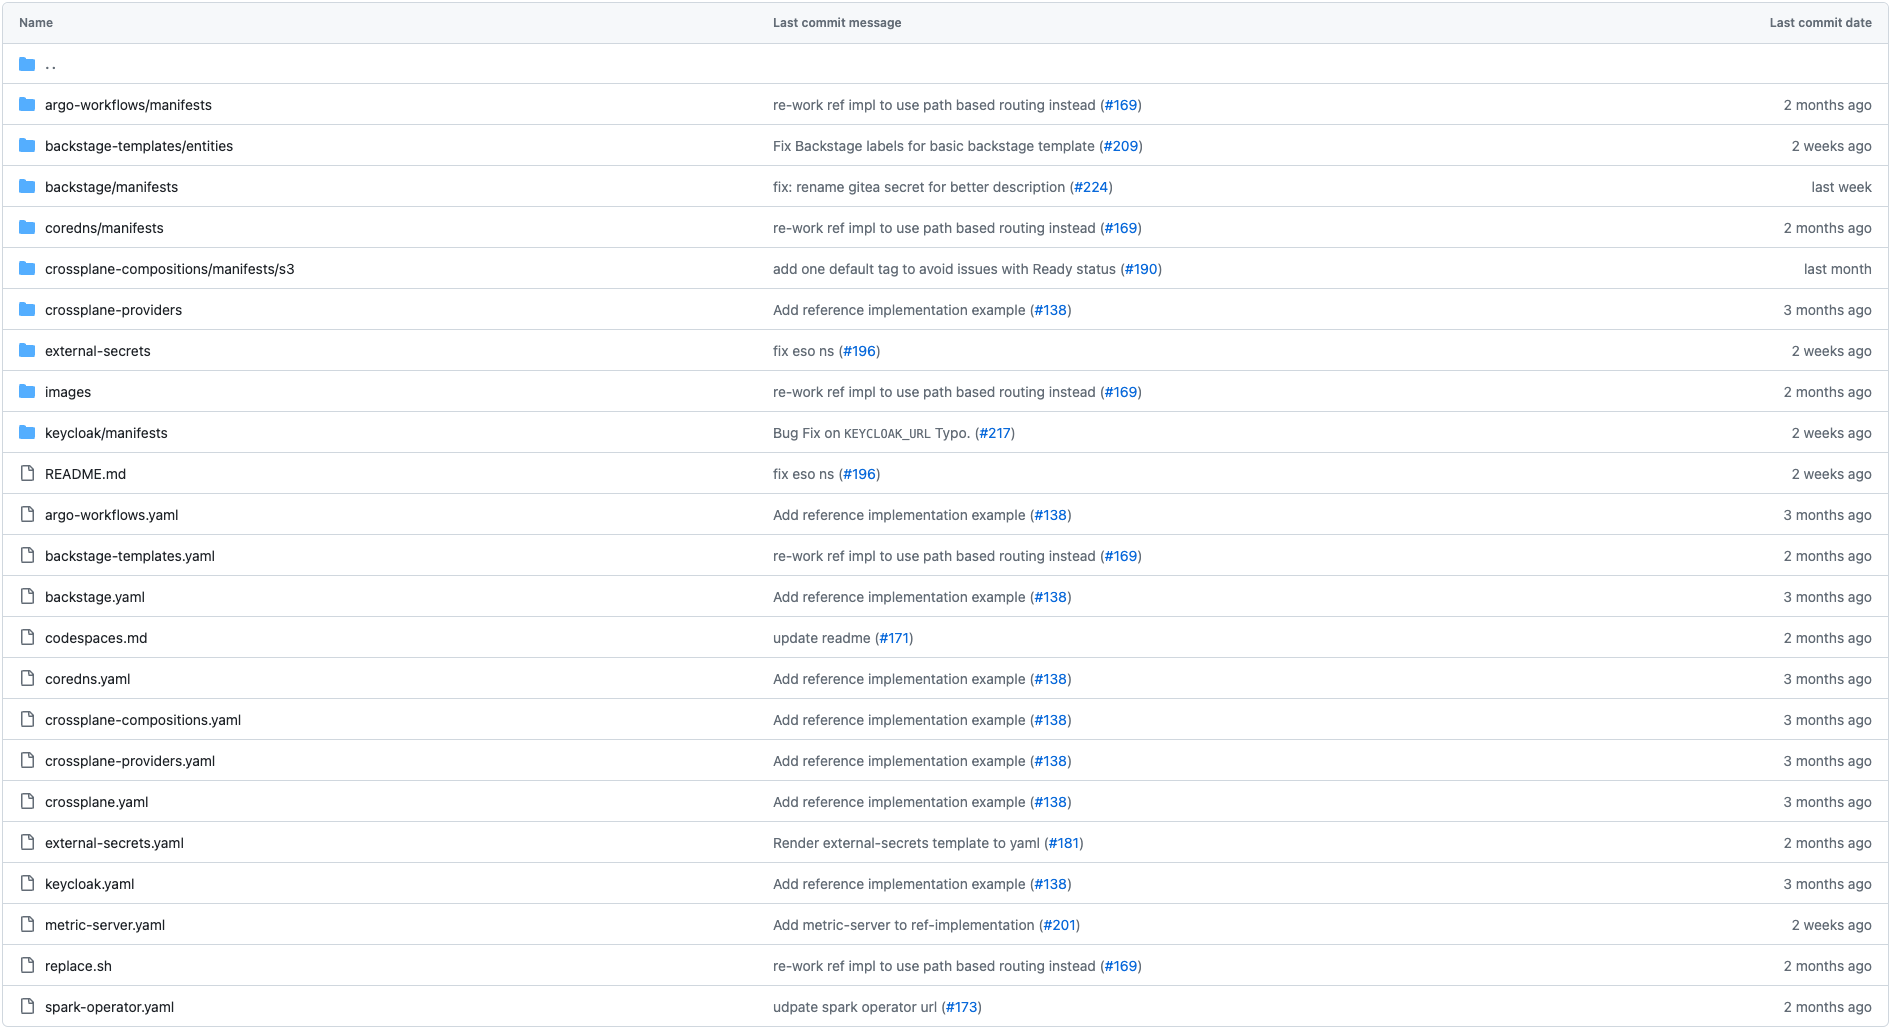 Name Last commit message Last commit date
..
argo-workflows/manifests re-work ref impl to use path based routing instead (#169) 2 months ago
backstage-templates/entities Fix Backstage labels for basic backstage template (#209) 2 weeks ago
backstage/manifests fix: rename gitea secret for better description (#224) last week
coredns/manifests re-work ref impl to use path based routing instead (#169) 2 months ago
crossplane-compositions/manifests/s3 add one default tag to avoid issues with Ready status (#190) last month
crossplane-providers Add reference implementation example (#138) 3 months ago
external-secrets fix eso ns (#196) 2 weeks ago
images re-work ref impl to use path based routing instead (#169) 2 months ago
keycloak/manifests Bug Fix on KEYCLOAK_URL Typo. (#217) 2 weeks ago
README.md fix eso ns (#196) 2 weeks ago
argo-workflows.yaml Add reference implementation example (#138) 3 months ago
backstage-templates.yaml re-work ref impl to use path based routing instead (#169) 2 months ago
backstage.yaml Add reference implementation example (#138) 3 months ago
codespaces.md update readme (#171) 2 months ago
coredns.yaml Add reference implementation example (#138) 3 months ago
crossplane-compositions.yaml Add reference implementation example (#138) 3 months ago
crossplane-providers.yaml Add reference implementation example (#138) 3 months ago
crossplane.yaml Add reference implementation example (#138) 3 months ago
external-secrets.yaml Render external-secrets template to yaml (#181) 2 months ago
keycloak.yaml Add reference implementation example (#138) 3 months ago
metric-server.yaml Add metric-server to ref-implementation (#201) 2 weeks ago
replace.sh re-work ref impl to use path based routing instead (#169) 2 months ago
spark-operator.yaml udpate spark operator url (#173) 2 months ago